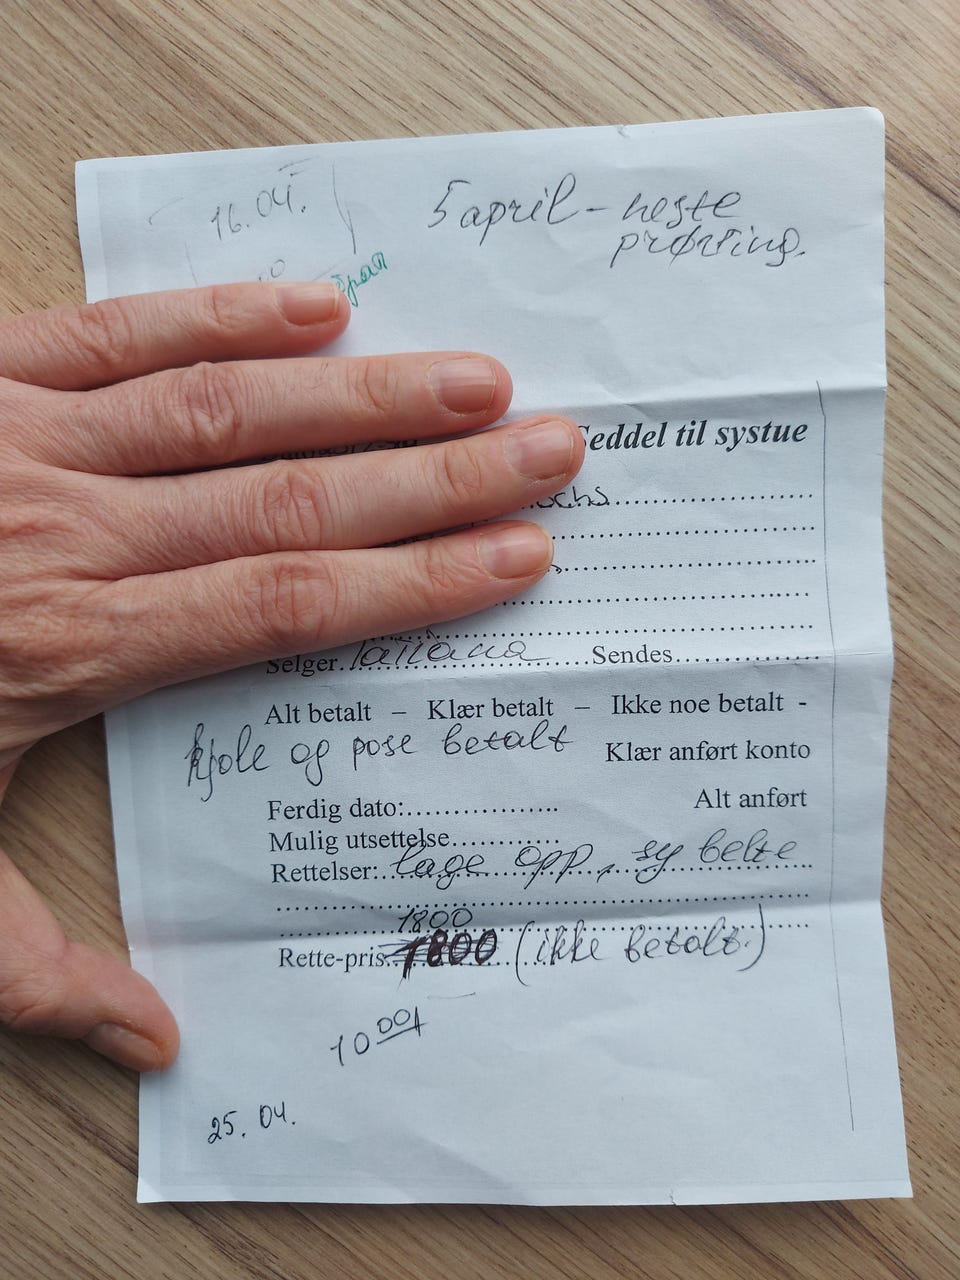 16.04.
5 april - neste
prøving.
Seddel til systue
Selger. Tatiana ..........Sendes....................
Alt betalt – Klær betalt – Ikke noe betalt -
kjole og pose betalt
Klær anført konto
Ferdig dato:....................
Alt anført
Mulig utsettelse..............
Rettelser:.. lage opp, sy belte
1800
Rette-pris.. 1800 (ikke betalt.)
10 00
25. 04.